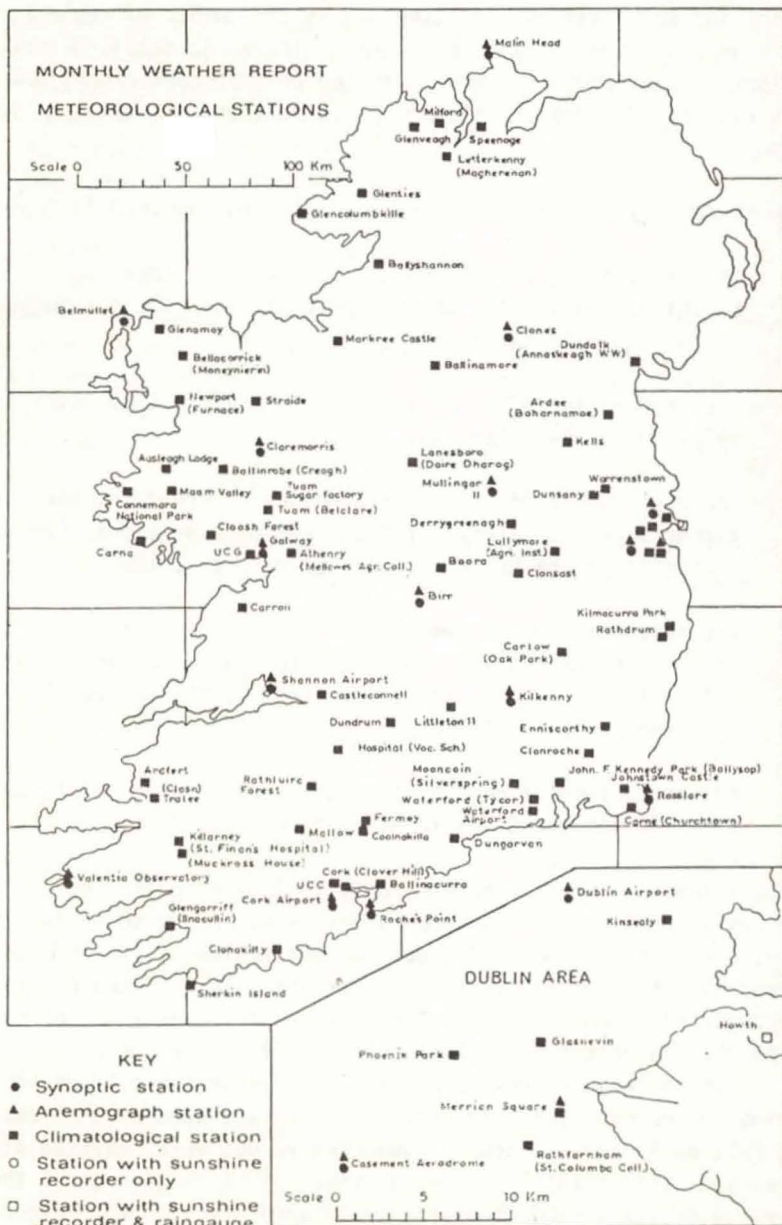 MONTHLY WEATHER REPORT
METEOROLOGICAL STATIONS
Scale 0 50 100 Km
Malin Head
Milford
Glenveagh
Speenoge
Letterkenny
(Magherenan)
Glenties
Glencolumbkille
Ballyshannon
Belmullet
Glenamoy
Markree Castle
Clones
Dundalk
(Annaskeagh WW)
Bellacorrick
(Moneynierin)
Ballinamore
Newport
(Furnace)
Straide
Ardee
(Boharnamoe)
Claremorris
Kells
Aasleagh Lodge
Ballinrobe (Creagh)
Lanesboro
(Daire Dharog)
Mullingar
II
Warrenstown
Dunsany
Maam Valley
Tuam
Sugar factory
Connemara
National Park
Tuam (Belclare)
Derrygreenagh
Cloosh Forest
Carna
UCG
Galway
Athenry
(Mellowes Agr. Coll.)
Lullymore
(Agri. Inst.)
Boora
Clonsast
Birr
Carron
Kilmacurra Park
Rathdrum
Carlow
(Oak Park)
Shannon Airport
Castleconnell
Kilkenny
Littleton II
Dundrum
Enniscorthy
Hospital (Voc. Sch)
Clonroche
Ardfert
(Clash)
Tralee
Rathluirc
Forest
Mooncoin
(Silverspring)
John. F. Kennedy Park (Ballysop)
Johnstown Castle
Rosslare
Waterford (Tycor)
Waterford
Airport
Carne (Churchtown)
Fermoy
Mallow
Coolnakilla
Dungarvan
Killarney
(St. Finan's Hospital)
(Muckross House)
Valentia Observatory
Cork (Clover Hill)
UCC
Ballinacurra
Cork Airport
Roche's Point
Glengarriff
(Ilnacullin)
Clonakilty
Sherkin Island
DUBLIN AREA
Dublin Airport
Kinsealy
Howth
Glasnevin
Phoenix Park
Merrion Square
Rathfarnham
(St. Columba Coll.)
Casement Aerodrome
Scale 0 5 10 Km
KEY
Synoptic station
Anemograph station
Climatological station
Station with sunshine
recorder only
Station with sunshine
recorder & raingauge